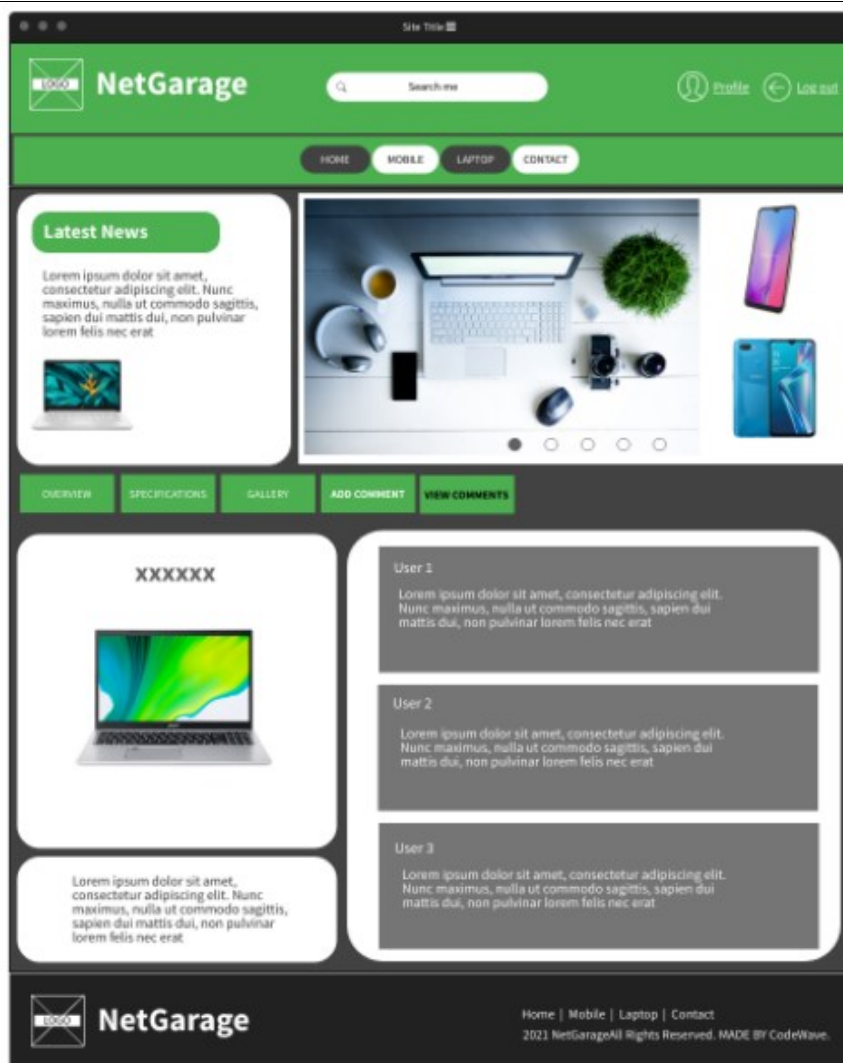 Site Title
LOGO
NetGarage
Search me
Profile
Log out
HOME
MOBILE
LAPTOP
CONTACT
Latest News
Lorem ipsum dolor sit amet,
consectetur adipiscing elit. Nunc
maximus, nulla ut commodo sagittis,
sapien dui mattis dui, non pulvinar
lorem felis nec erat
OVERVIEW
SPECIFICATIONS
GALLERY
ADD COMMENT
VIEW COMMENTS
XXXXXX
Lorem ipsum dolor sit amet,
consectetur adipiscing elit. Nunc
maximus, nulla ut commodo sagittis,
sapien dui mattis dui, non pulvinar
lorem felis nec erat
User 1
Lorem ipsum dolor sit amet, consectetur adipiscing elit.
Nunc maximus, nulla ut commodo sagittis, sapien dui
mattis dui, non pulvinar lorem felis nec erat
User 2
Lorem ipsum dolor sit amet, consectetur adipiscing elit.
Nunc maximus, nulla ut commodo sagittis, sapien dui
mattis dui, non pulvinar lorem felis nec erat
User 3
Lorem ipsum dolor sit amet, consectetur adipiscing elit.
Nunc maximus, nulla ut commodo sagittis, sapien dui
mattis dui, non pulvinar lorem felis nec erat
LOGO
NetGarage
Home | Mobile | Laptop | Contact
2021 NetGarageAll Rights Reserved. MADE BY CodeWave.